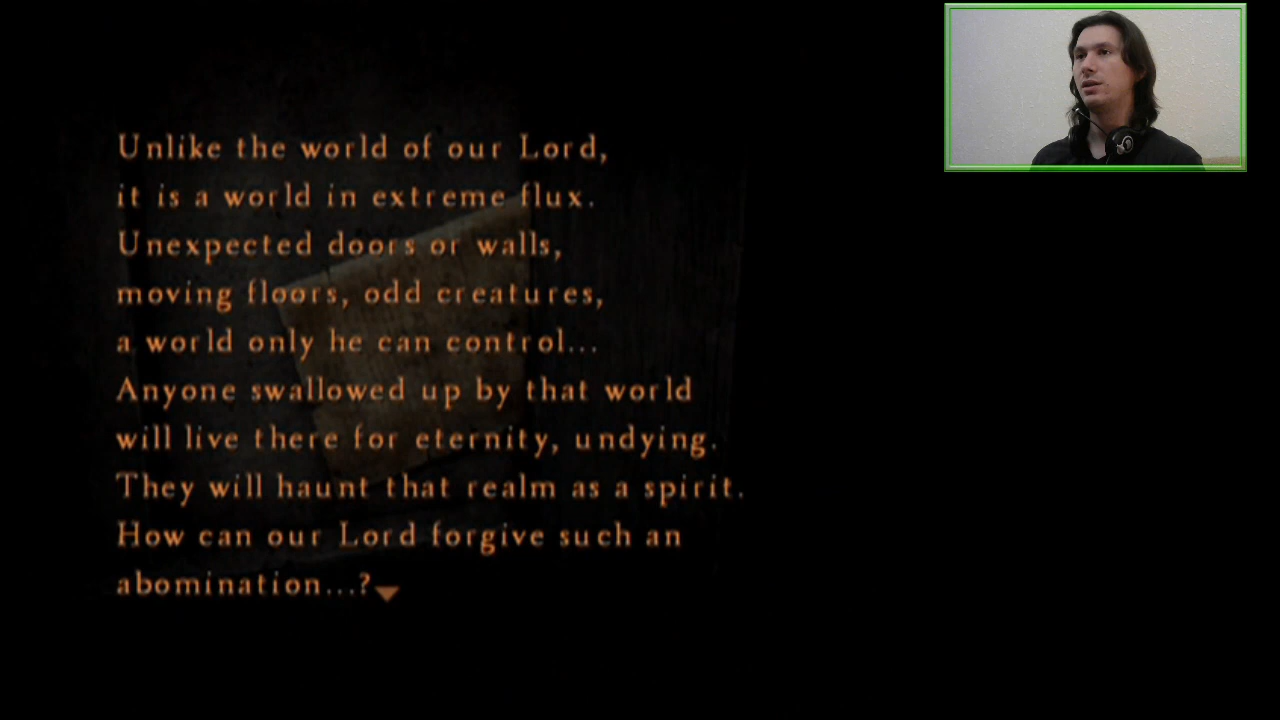 Unlike the world of our Lord,
it is a world in extreme flux.
Unexpected doors or walls,
moving floors, odd creatures,
a world only he can control...
Anyone swallowed up by that world
will live there for eternity, undying.
They will haunt that realm as a spirit.
How can our Lord forgive such an
abomination...?